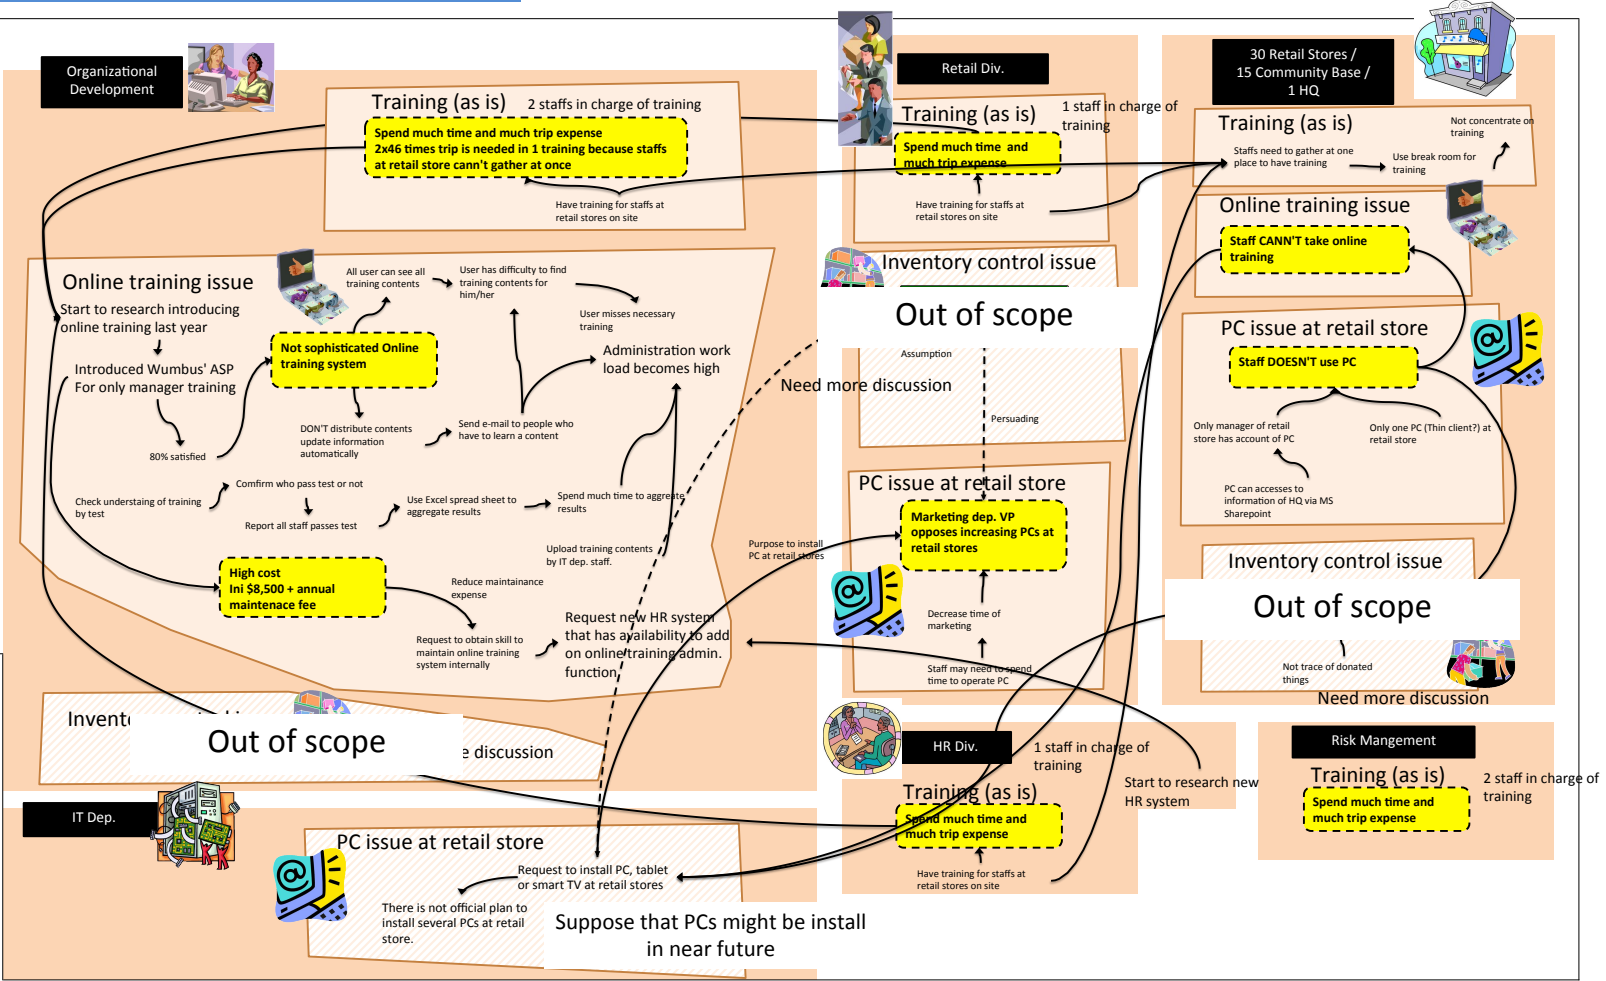 Organizational
Development
Training (as is)
2 staffs in charge of training
Spend much time and much trip expense
2x46 times trip is needed in 1 training because staffs
at retail store cann't gather at once
Have training for staffs at
retail stores on site
Online training issue
Start to research introducing
online training last year
Introduced Wumbus' ASP
For only manager training
80% satisfied
Not sophisticated Online
training system
All user can see all
training contents
User has difficulty to find
training contents for
him/her
User misses necessary
training
DON'T distribute contents
update information
automatically
Send e-mail to people who
have to learn a content
Administration work
load becomes high
Check understaing of training
by test
Comfirm who pass test or not
Report all staff passes test
Use Excel spread sheet to
aggregate results
Spend much time to aggregate
results
Upload training contents
by IT dep. staff.
High cost
Ini $8,500 + annual
maintenace fee
Reduce maintainance
expense
Request to obtain skill to
maintain online training
system internally
Request new HR system
that has availability to add
on online training admin.
function
Out of scope
e discussion
IT Dep.
PC issue at retail store
Request to install PC, tablet
or smart TV at retail stores
There is not official plan to
install several PCs at retail
store.
Suppose that PCs might be install
in near future
Retail Div.
Training (as is)
1 staff in charge of
training
Spend much time and
much trip expense
Have training for staffs at
retail stores on site
Inventory control issue
Out of scope
Assumption
Need more discussion
Persuading
PC issue at retail store
Marketing dep. VP
opposes increasing PCs at
retail stores
Purpose to install
PC at retail stores
Decrease time of
marketing
Staff may need to spend
time to operate PC
HR Div.
1 staff in charge of
training
Training (as is)
Spend much time and
much trip expense
Have training for staffs at
retail stores on site
Start to research new
HR system
30 Retail Stores /
15 Community Base /
1 HQ
Training (as is)
Staffs need to gather at one
place to have training
Use break room for
training
Not concentrate on
training
Online training issue
Staff CANN'T take online
training
PC issue at retail store
Staff DOESN'T use PC
Only manager of retail
store has account of PC
Only one PC (Thin client?) at
retail store
PC can accesses to
information of HQ via MS
Sharepoint
Inventory control issue
Out of scope
Not trace of donated
things
Need more discussion
Risk Mangement
Training (as is)
2 staff in charge of
training
Spend much time and
much trip expense